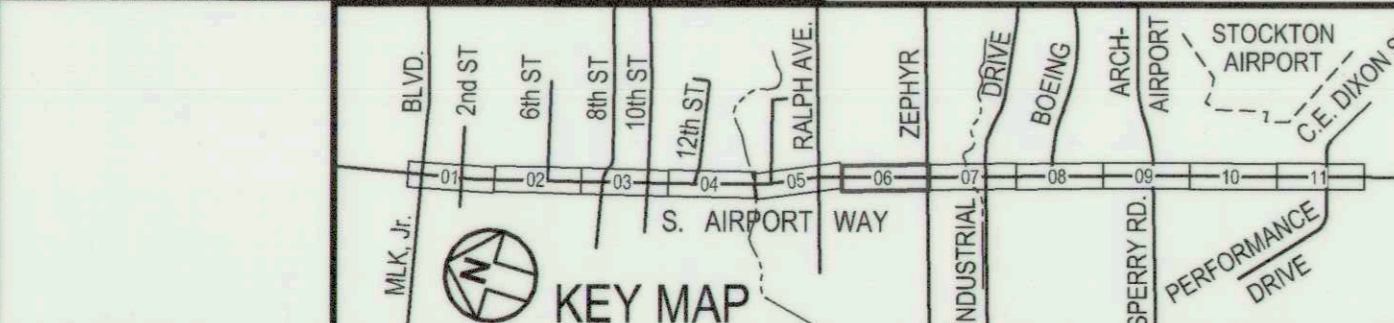 BLVD.
2nd ST
6th ST
8th ST
10th ST
12th ST
RALPH AVE.
ZEPHYR
DRIVE
BOEING
ARCH-
AIRPORT
STOCKTON
AIRPORT
C.E. DIXON S
01
02
03
04
05
06
07
08
09
10
11
S. AIRPORT WAY
MLK, Jr.
N
KEY MAP
NDUSTRIAL
SPERRY RD.
PERFORMANCE
DRIVE